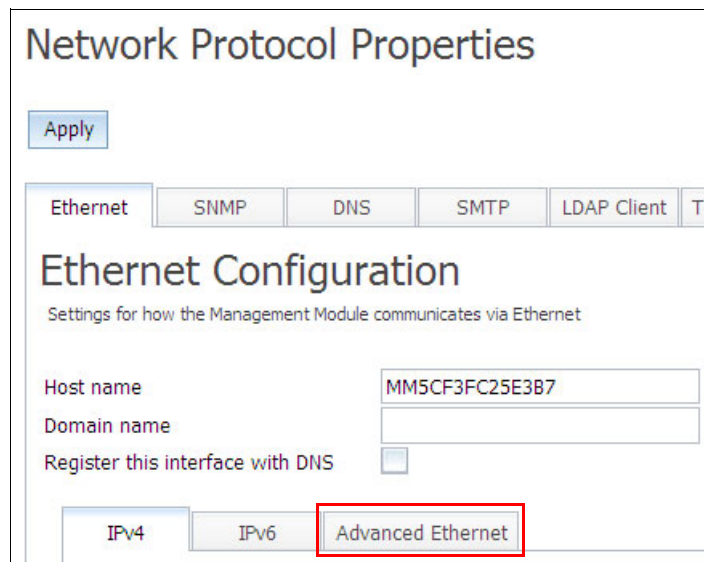 Network Protocol Properties
Apply
Ethernet SNMP DNS SMTP LDAP Client T
Ethernet Configuration
Settings for how the Management Module communicates via Ethernet
Host name MM5CF3FC25E3B7
Domain name
Register this interface with DNS
IPv4 IPv6 Advanced Ethernet